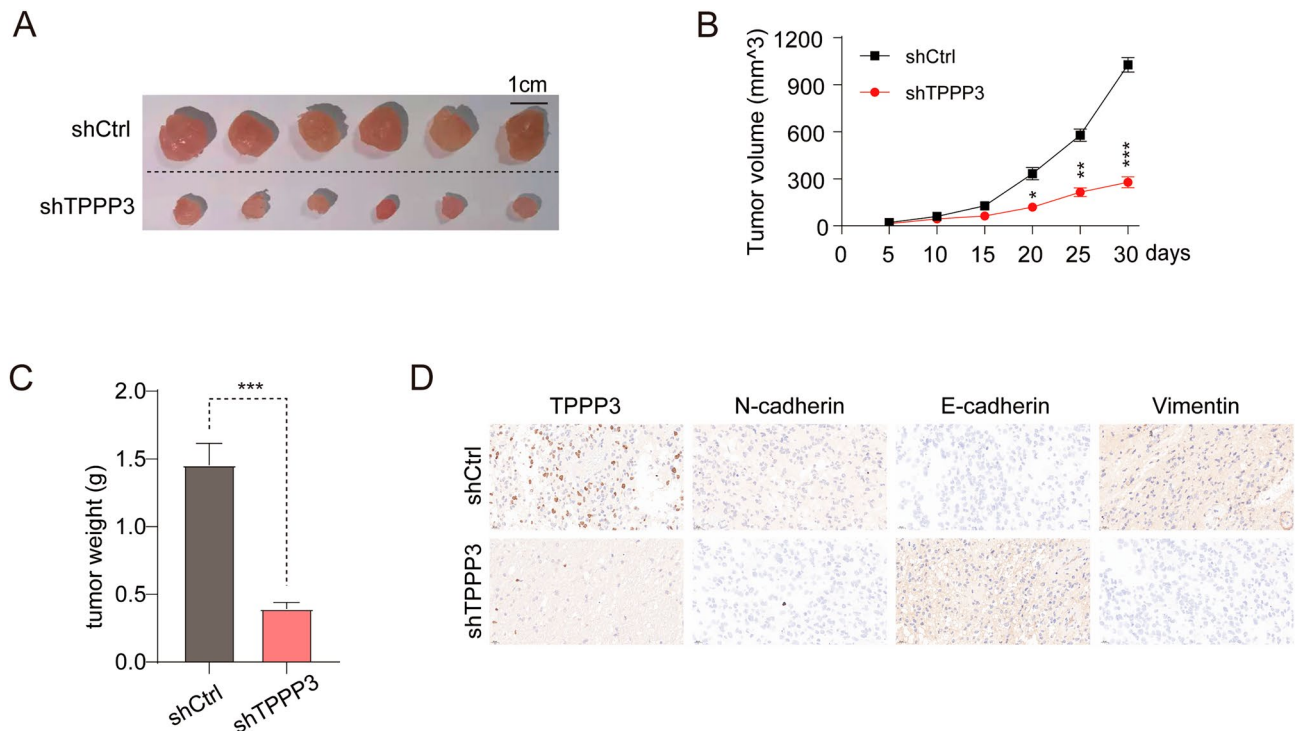 A
1cm
shCtrl
shTPPP3
B
Tumor volume (mm^3)
1200
900
600
300
0
shCtrl
shTPPP3
*
**
***
0 5 10 15 20 25 30 days
C
tumor weight (g)
2.0
1.5
1.0
0.5
0.0
***
shCtrl
shTPPP3
D
TPPP3 N-cadherin E-cadherin Vimentin
shCtrl
shTPPP3